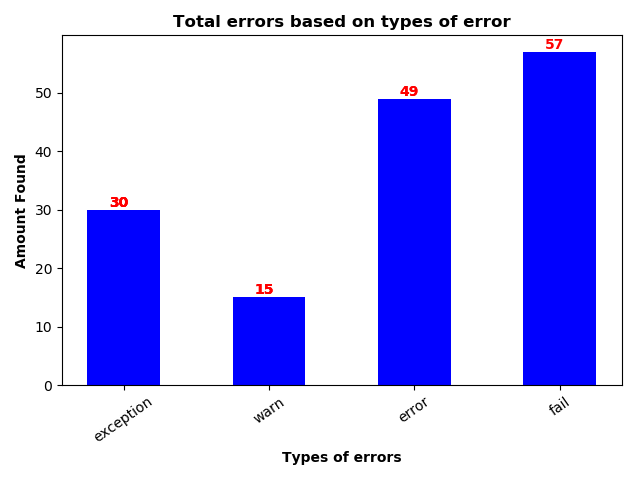 Total errors based on types of error
Amount Found
50
40
30
20
10
0
30
15
49
57
exception
warn
error
fail
Types of errors